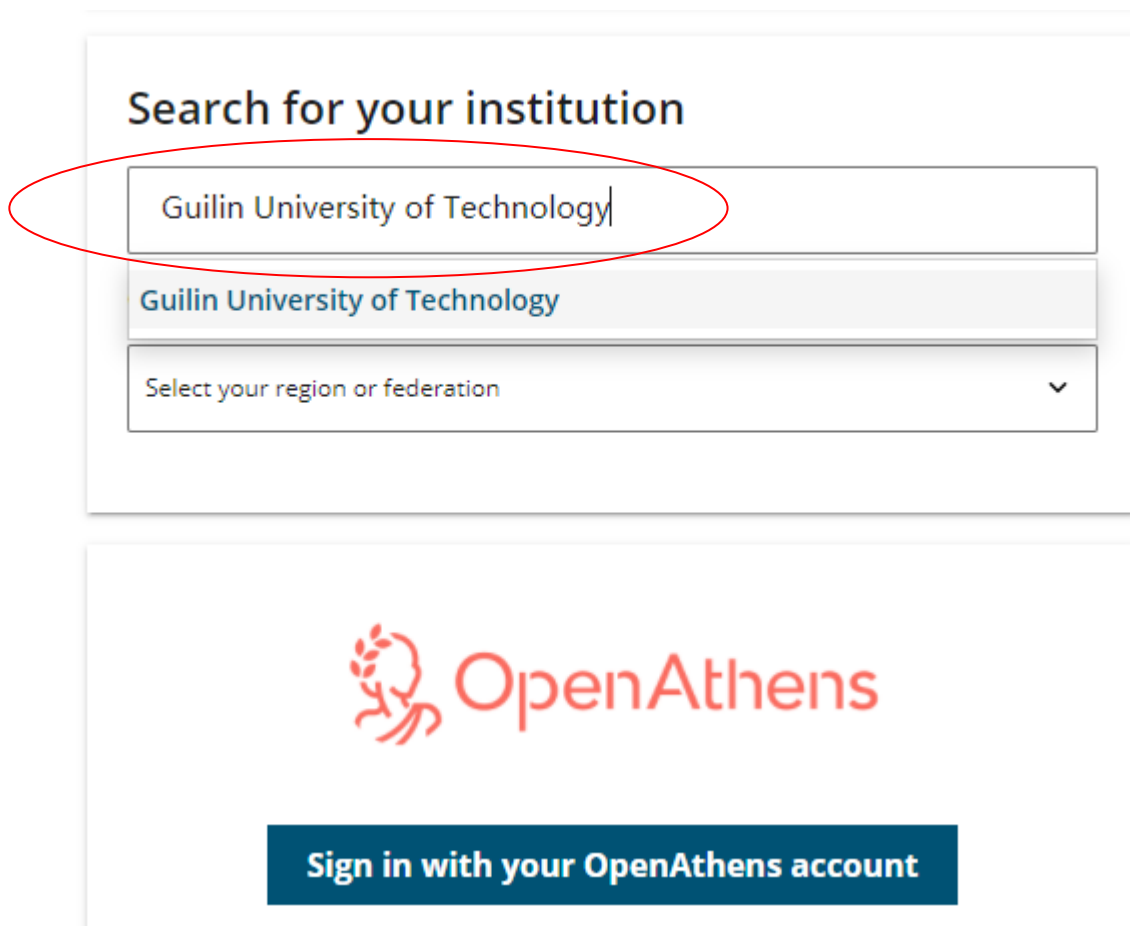 Search for your institution
Guilin University of Technology
Guilin University of Technology
Select your region or federation
OpenAthens
Sign in with your OpenAthens account